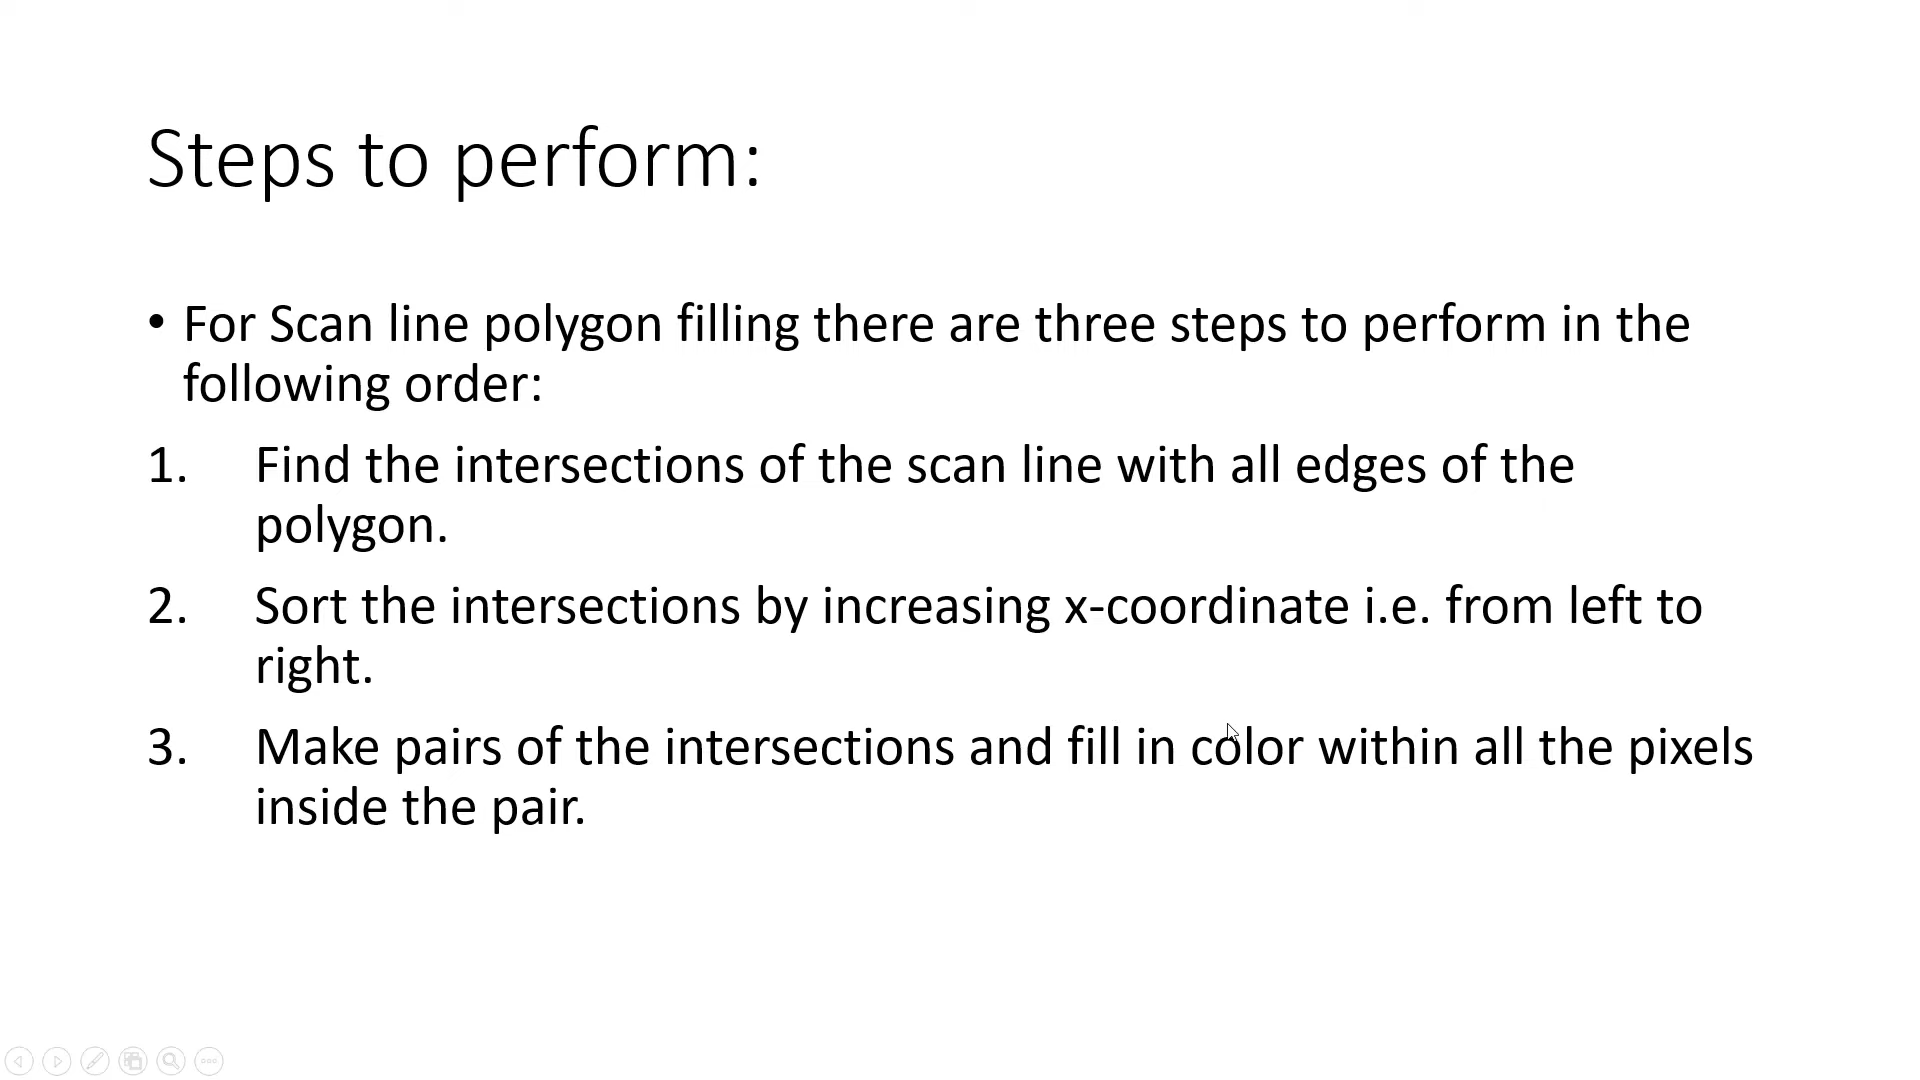 Steps to perform:
• For Scan line polygon filling there are three steps to perform in the
following order:
1. Find the intersections of the scan line with all edges of the
polygon.
2. Sort the intersections by increasing x-coordinate i.e. from left to
right.
3. Make pairs of the intersections and fill in color within all the pixels
inside the pair.